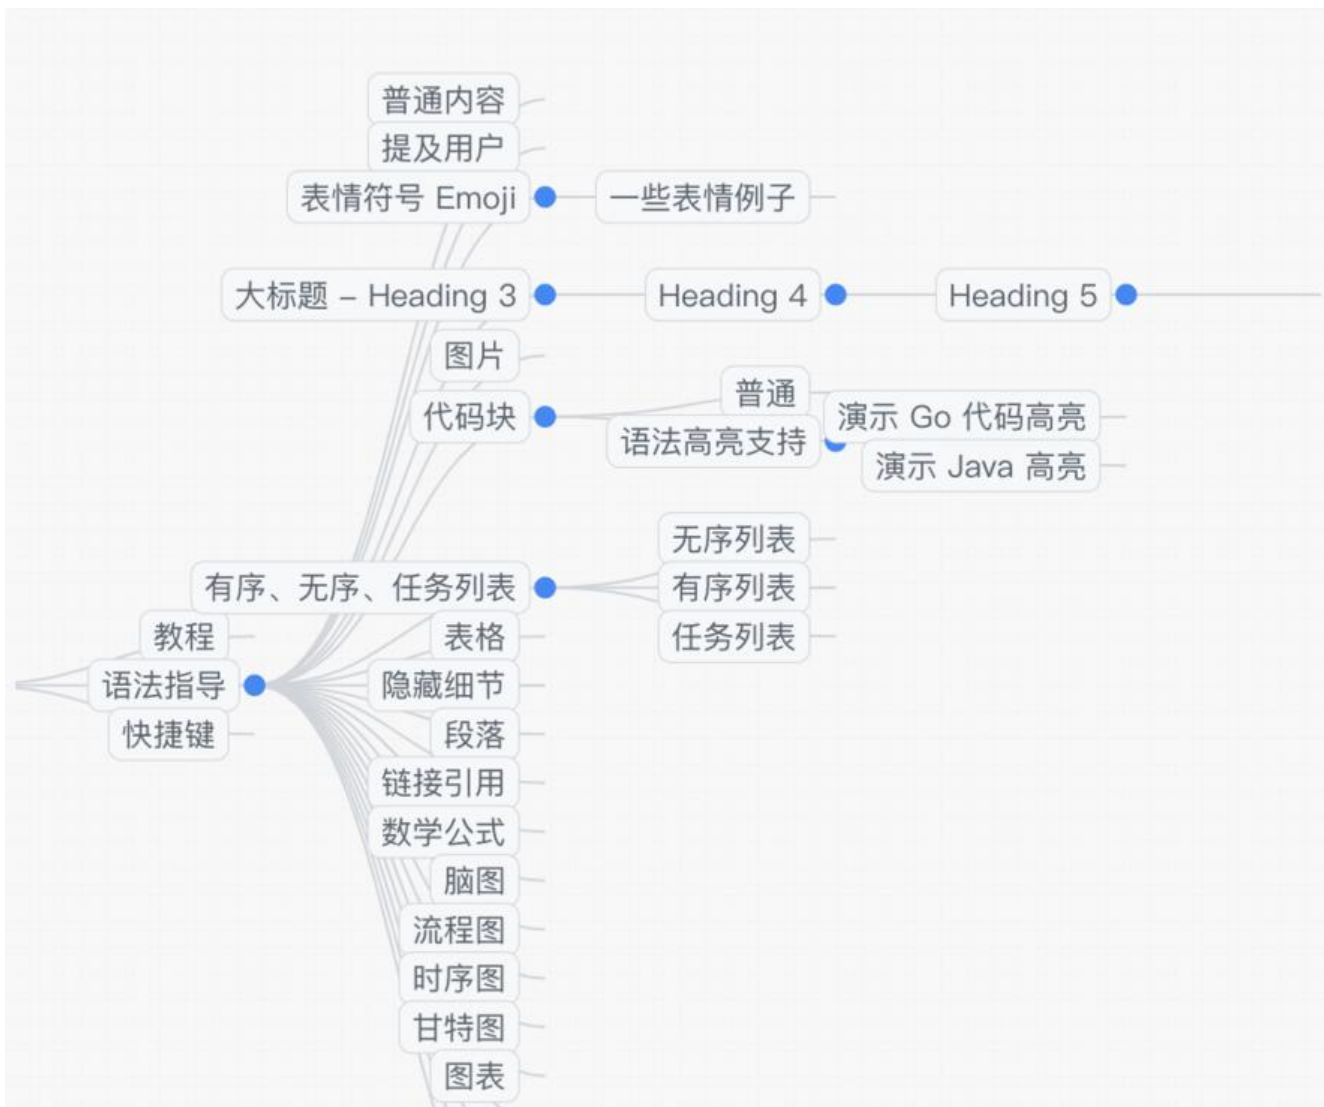 普通内容
提及用户
表情符号 Emoji
一些表情例子
大标题 – Heading 3
Heading 4
Heading 5
图片
代码块
普通
语法高亮支持
演示 Go 代码高亮
演示 Java 高亮
有序、无序、任务列表
无序列表
有序列表
任务列表
教程
语法指导
快捷键
表格
隐藏细节
段落
链接引用
数学公式
脑图
流程图
时序图
甘特图
图表